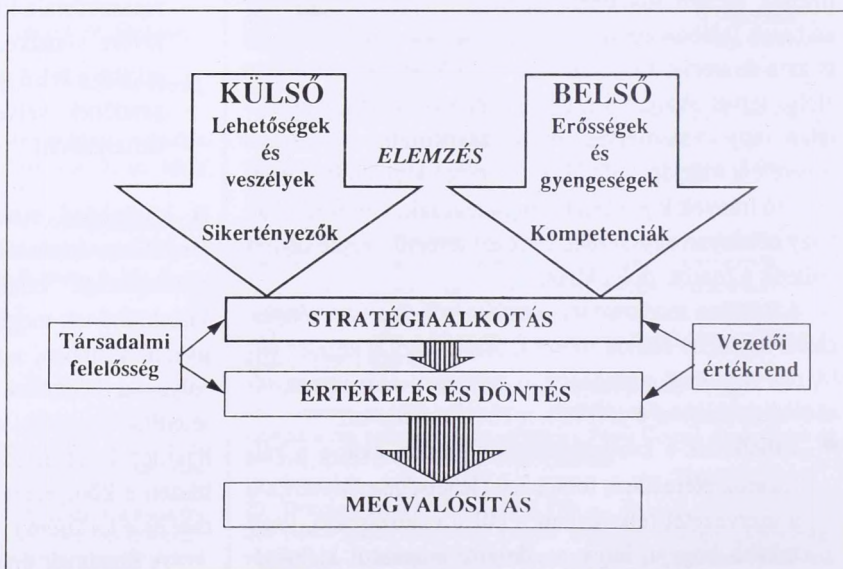 KÜLSŐ
Lehetőségek
és
veszélyek
Sikertényezők
ELEMZÉS
BELSŐ
Erősségek
és
gyengeségek
Kompetenciák
STRATÉGIAALKOTÁS
Társadalmi
felelősség
Vezetői
értékrend
ÉRTÉKELÉS ÉS DÖNTÉS
MEGVALÓSÍTÁS